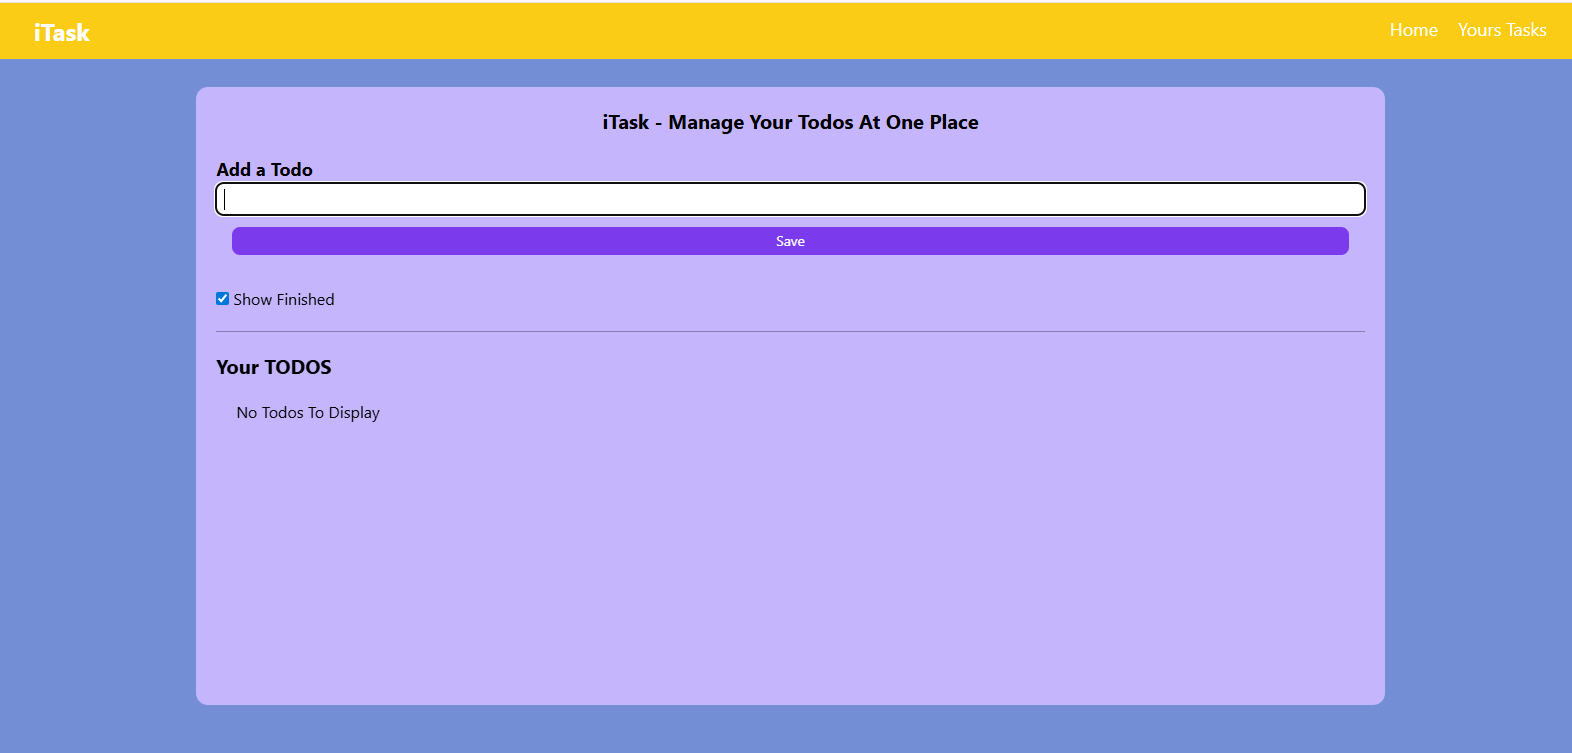 iTask
Home Yours Tasks
iTask - Manage Your Todos At One Place
Add a Todo
Save
Show Finished
Your TODOS
No Todos To Display